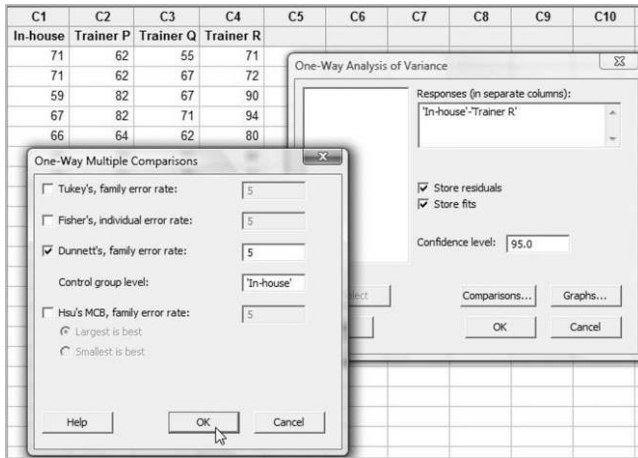 C1 C2 C3 C4 C5 C6 C7 C8 C9 C10
In-house Trainer P Trainer Q Trainer R
71 62 55 71
71 62 67 72
59 82 67 90
67 82 71 94
66 64 62 80
One-Way Analysis of Variance
Responses (in separate columns):
'In-house'-'Trainer R'
Store residuals
Store fits
Confidence level: 95.0
Comparisons... Graphs...
OK Cancel
One-Way Multiple Comparisons
Tukey's, family error rate: 5
Fisher's, individual error rate: 5
Dunnett's, family error rate: 5
Control group level: 'In-house'
Hsu's MCB, family error rate: 5
Largest is best
Smallest is best
Help OK Cancel